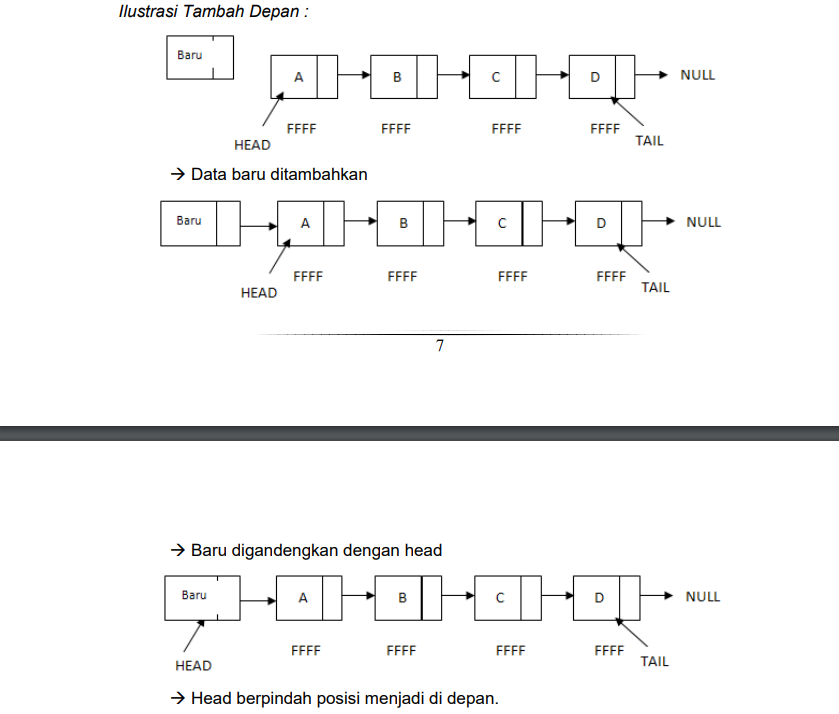 Ilustrasi Tambah Depan :
Baru
A B C D NULL
FFFF FFFF FFFF FFFF
HEAD TAIL
→ Data baru ditambahkan
Baru A B C D NULL
FFFF FFFF FFFF FFFF
HEAD TAIL
7
→ Baru digandengkan dengan head
Baru A B C D NULL
FFFF FFFF FFFF FFFF
HEAD TAIL
→ Head berpindah posisi menjadi di depan.